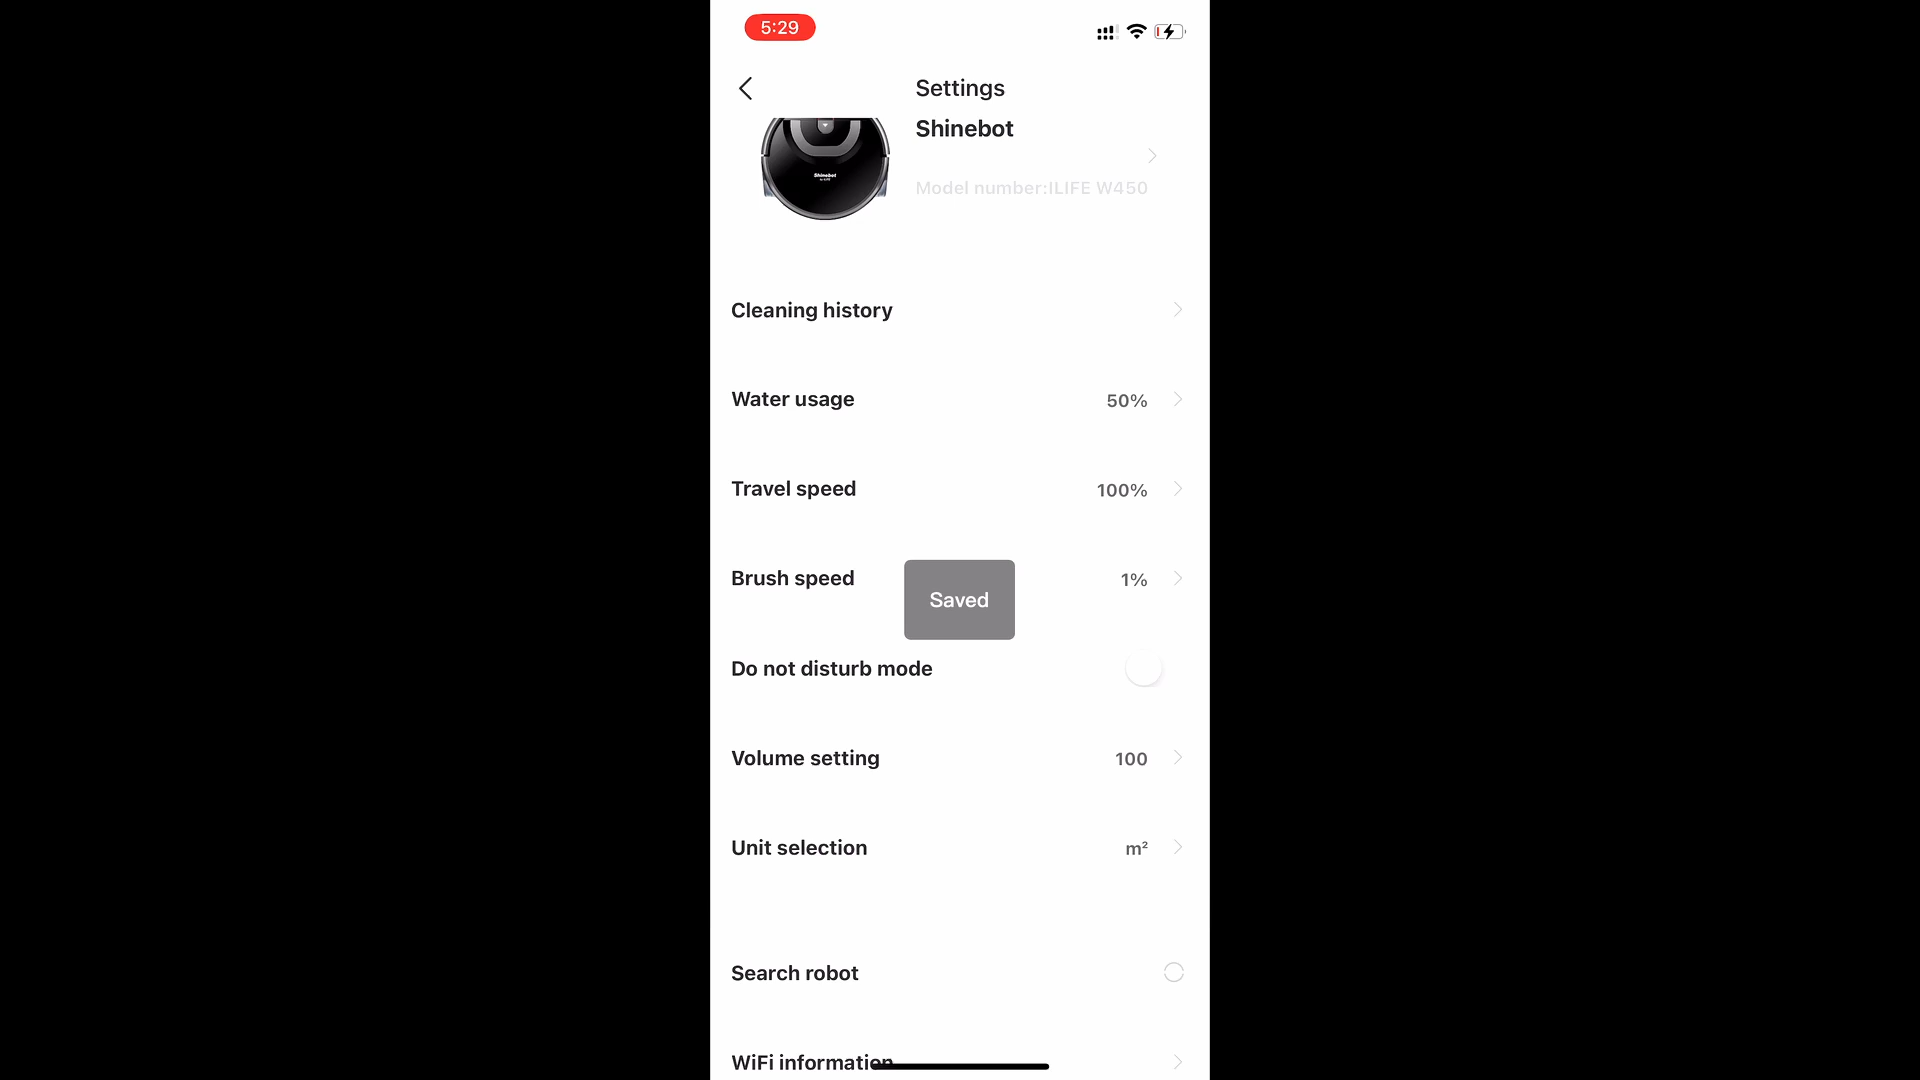 5:29
Settings
Shinebot
Model number:ILIFE W450
Shinebot
Cleaning history
Water usage 50%
Travel speed 100%
Brush speed 1%
Saved
Do not disturb mode
Volume setting 100
Unit selection m²
Search robot
WiFi information